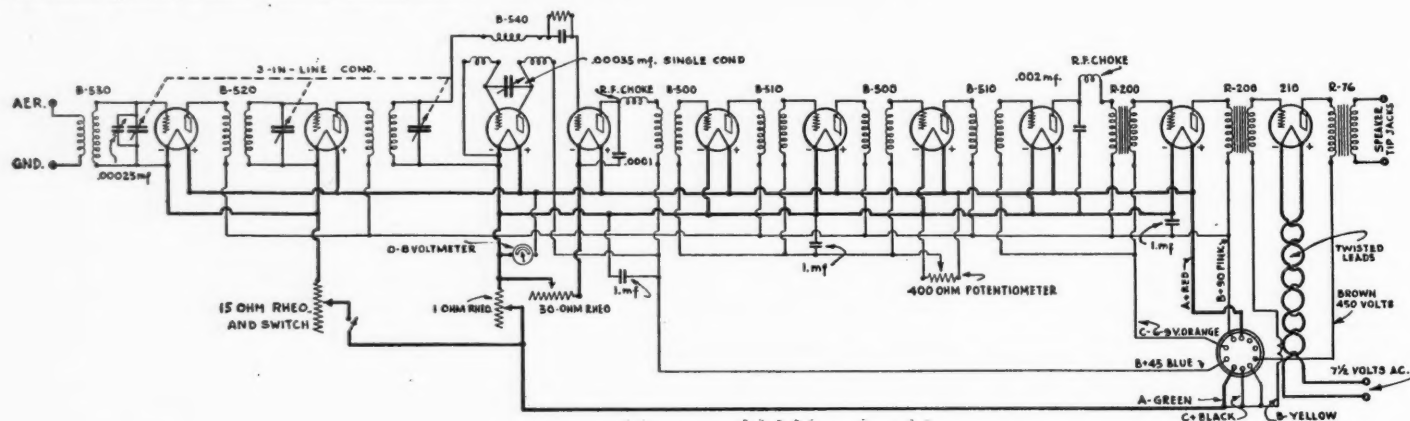 B-540
3-IN-LINE COND.
.00035 mf. SINGLE COND
R.F. CHOKE
.002 mf.
R.F. CHOKE
B-530
B-520
B-500
B-510
B-500
B-510
R-200
R-200
210
R-76
AER.
GND.
.00025 mf
.0001
SPEAKER
TIP JACKS
0-8 VOLTMETER
1. mf
1. mf
1. mf
15 OHM RHEO.
AND SWITCH
1 OHM RHEO.
30-OHM RHEO
400 OHM POTENTIOMETER
A+RED
B+90 PINK
TWISTED
LEADS
BROWN
450 VOLTS
C-6-9 V. ORANGE
B+45 BLUE
A-GREEN
C+BLACK
B-YELLOW
7½ VOLTS AC.